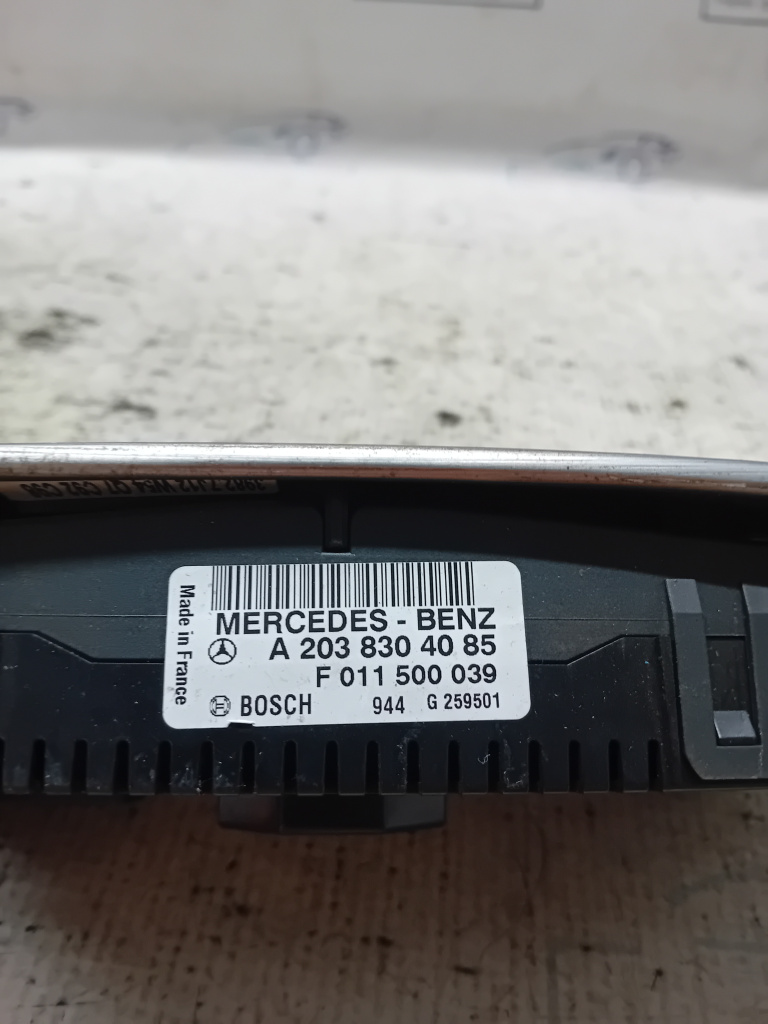 MERCEDES - BENZ
Made in France
A 203 830 40 85
F 011 500 039
BOSCH 944 G 259501